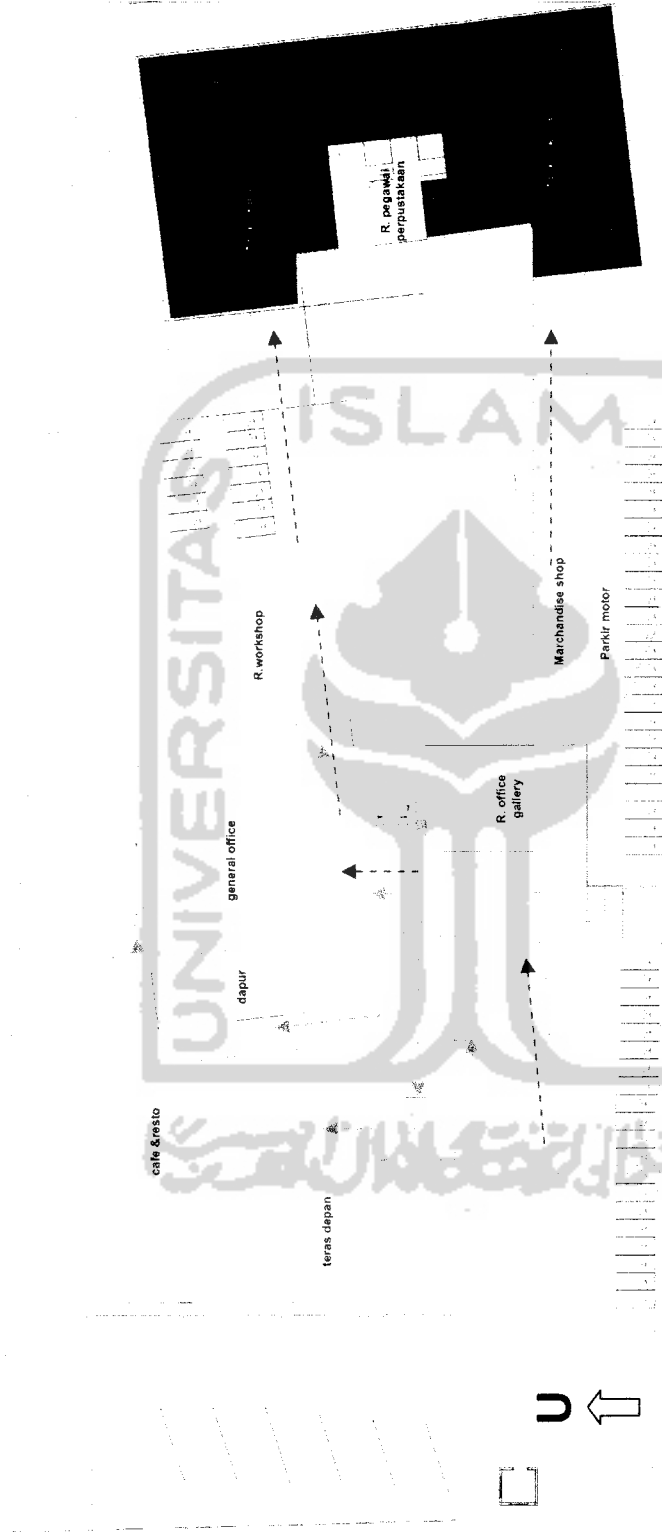 R. pegawai
perpustakaan
R.workshop
Marchandise shop
Parkir motor
general office
R. office
gallery
dapur
cafe &resto
teras depan
U
UNIVERSITAS
ISLAM